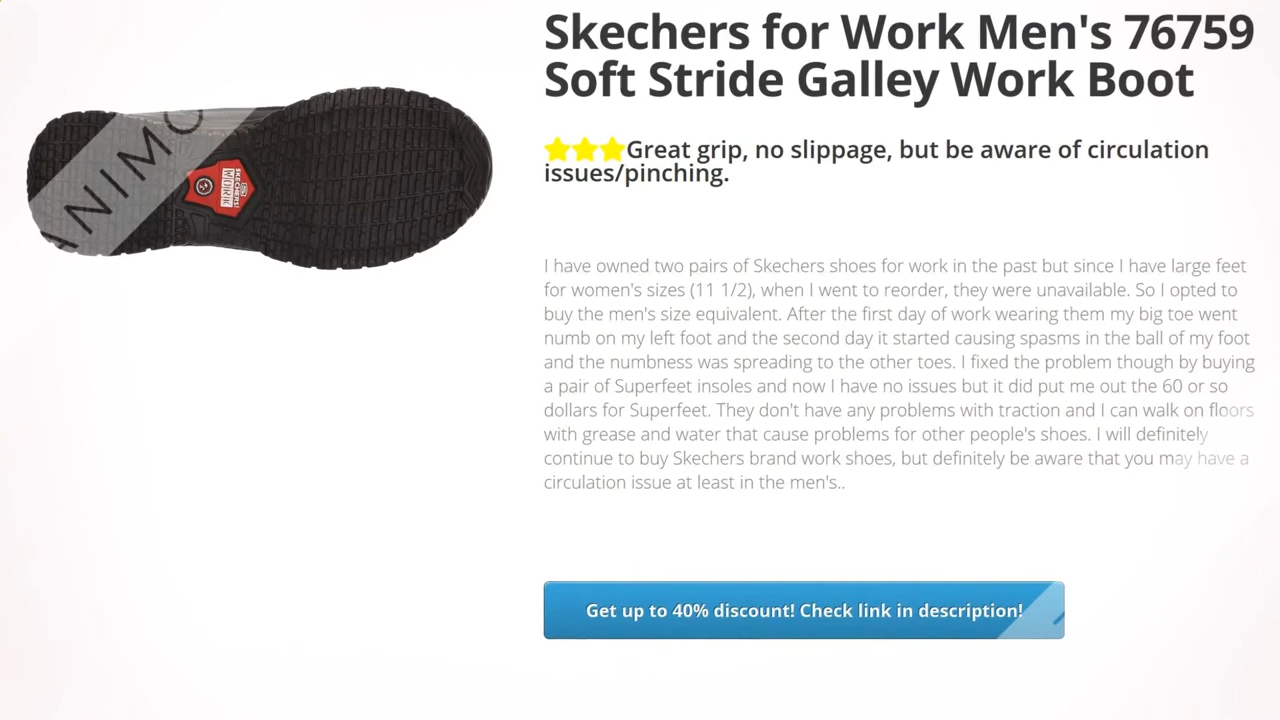 Skechers for Work Men's 76759
Soft Stride Galley Work Boot
Great grip, no slippage, but be aware of circulation
issues/pinching.
I have owned two pairs of Skechers shoes for work in the past but since I have large feet
for women's sizes (11 1/2), when I went to reorder, they were unavailable. So I opted to
buy the men's size equivalent. After the first day of work wearing them my big toe went
numb on my left foot and the second day it started causing spasms in the ball of my foot
and the numbness was spreading to the other toes. I fixed the problem though by buying
a pair of Superfeet insoles and now I have no issues but it did put me out the 60 or so
dollars for Superfeet. They don't have any problems with traction and I can walk on floors
with grease and water that cause problems for other people's shoes. I will definitely
continue to buy Skechers brand work shoes, but definitely be aware that you may have a
circulation issue at least in the men's..
Get up to 40% discount! Check link in description!
ANIMO
SKECHERS
WORK